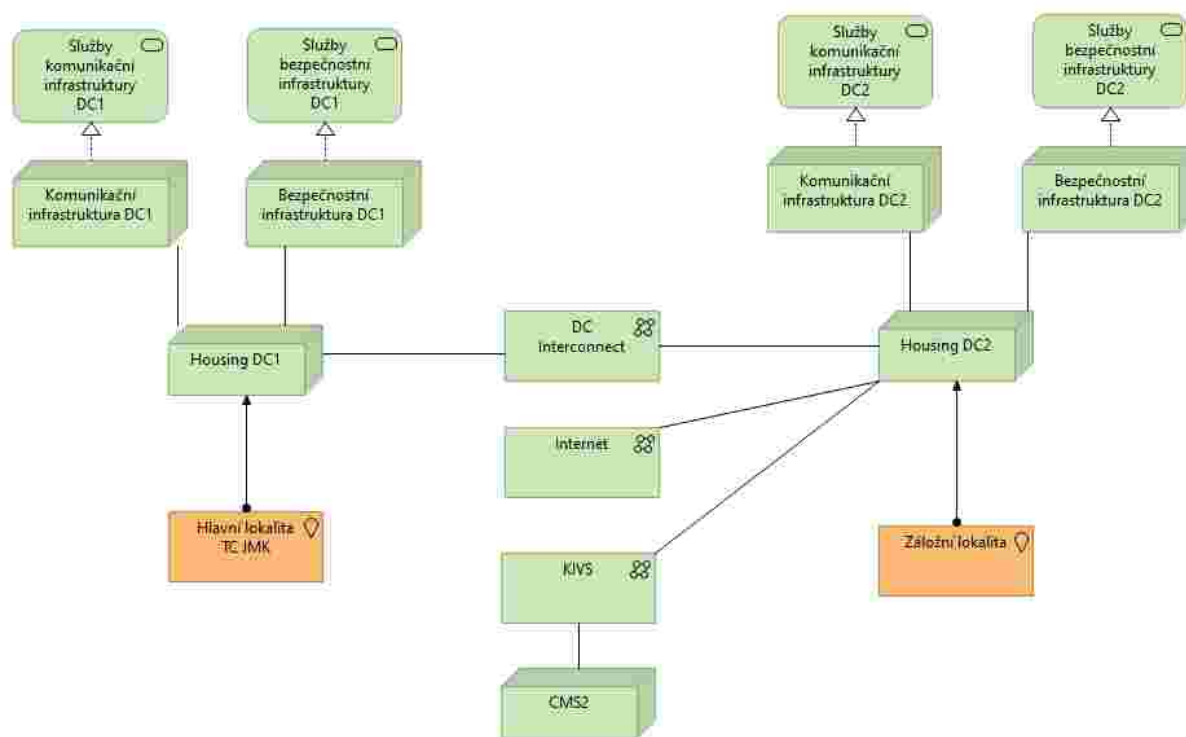 Služby
komunikační
infrastruktury
DC1
Služby
bezpečnostní
infrastruktury
DC1
Služby
komunikační
infrastruktury
DC2
Služby
bezpečnostní
infrastruktury
DC2
Komunikační
infrastruktura DC1
Bezpečnostní
infrastruktura DC1
Komunikační
infrastruktura DC2
Bezpečnostní
infrastruktura DC2
Housing DC1
DC
Interconnect
Housing DC2
Internet
Hlavní lokalita
TC JMK
Záložní lokalita
KIVS
CMS2